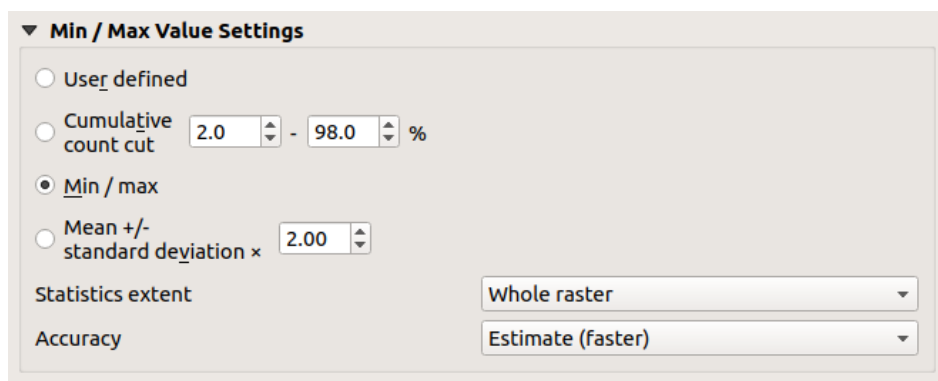 Min / Max Value Settings
User defined
Cumulative
count cut 2.0 - 98.0 %
Min / max
Mean +/-
standard deviation × 2.00
Statistics extent Whole raster
Accuracy Estimate (faster)